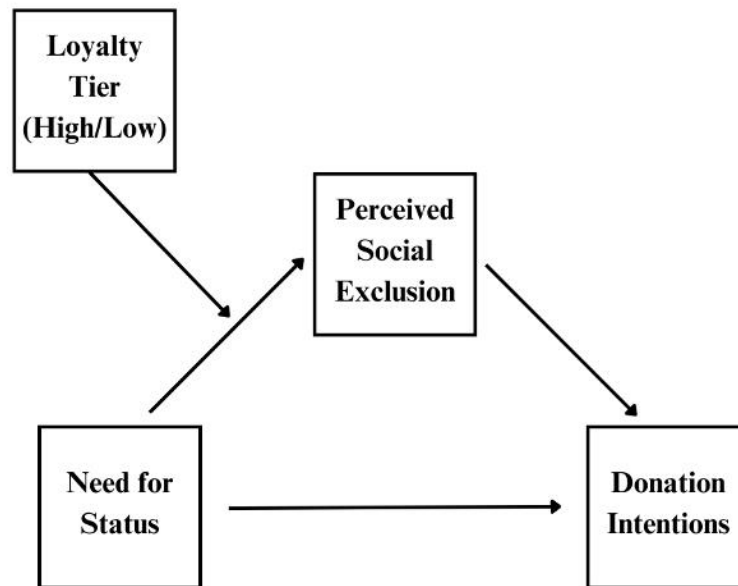 Loyalty
Tier
(High/Low)
Perceived
Social
Exclusion
Need for
Status
Donation
Intentions